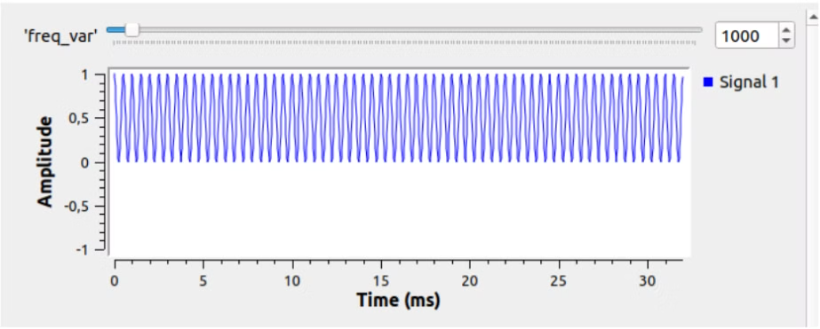 'freq_var'
1000
Signal 1
Amplitude
1
0,5
0
-0,5
-1
0 5 10 15 20 25 30
Time (ms)